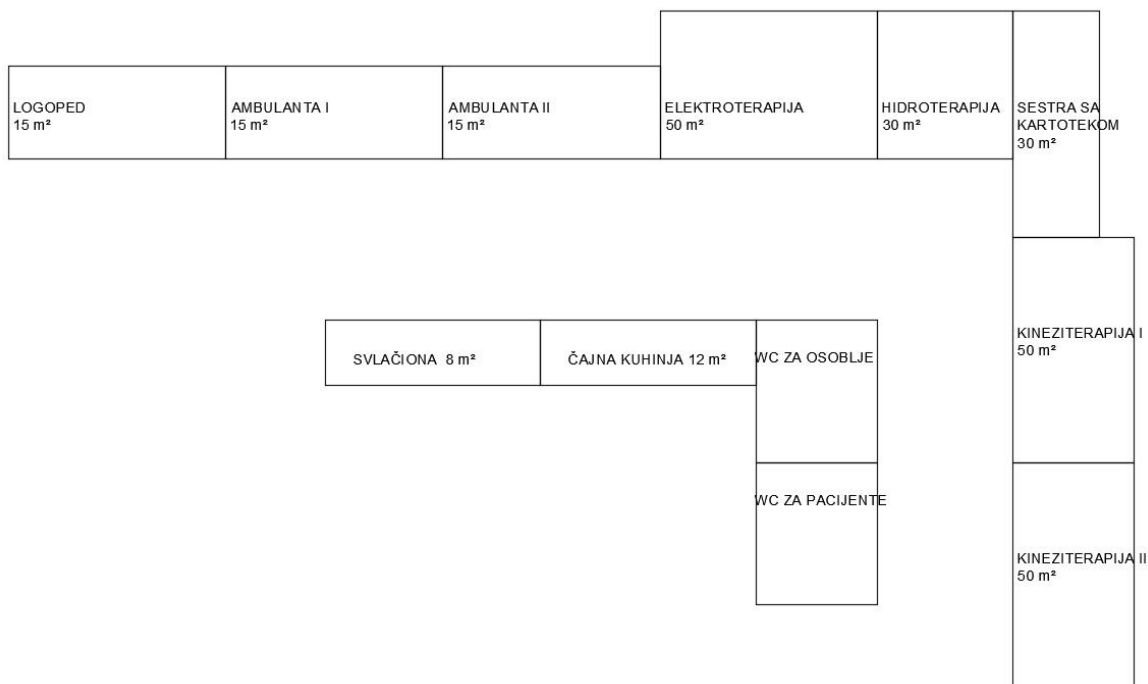 LOGOPED
15 m²
AMBULANTA I
15 m²
AMBULANTA II
15 m²
ELEKTROTERAPIJA
50 m²
HIDROTERAPIJA
30 m²
SESTRA SA
KARTOTEKOM
30 m²
KINEZITERAPIJA I
50 m²
SVLAČIONA 8 m²
ČAJNA KUHINJA 12 m²
WC ZA OSOBLJE
WC ZA PACIJENTE
KINEZITERAPIJA II
50 m²